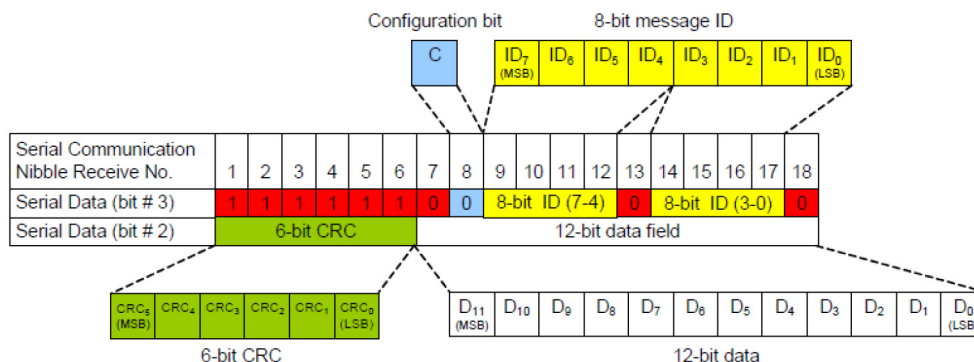 Configuration bit 8-bit message ID
C ID₇ (MSB) ID₆ ID₅ ID₄ ID₃ ID₂ ID₁ ID₀ (LSB)
Serial Communication
Nibble Receive No. 1 2 3 4 5 6 7 8 9 10 11 12 13 14 15 16 17 18
Serial Data (bit # 3) 1 1 1 1 1 1 0 0 8-bit ID (7-4) 0 8-bit ID (3-0) 0
Serial Data (bit # 2) 6-bit CRC 12-bit data field
CRC₅ (MSB) CRC₄ CRC₃ CRC₂ CRC₁ CRC₀ (LSB) D₁₁ (MSB) D₁₀ D₉ D₈ D₇ D₆ D₅ D₄ D₃ D₂ D₁ D₀ (LSB)
6-bit CRC 12-bit data